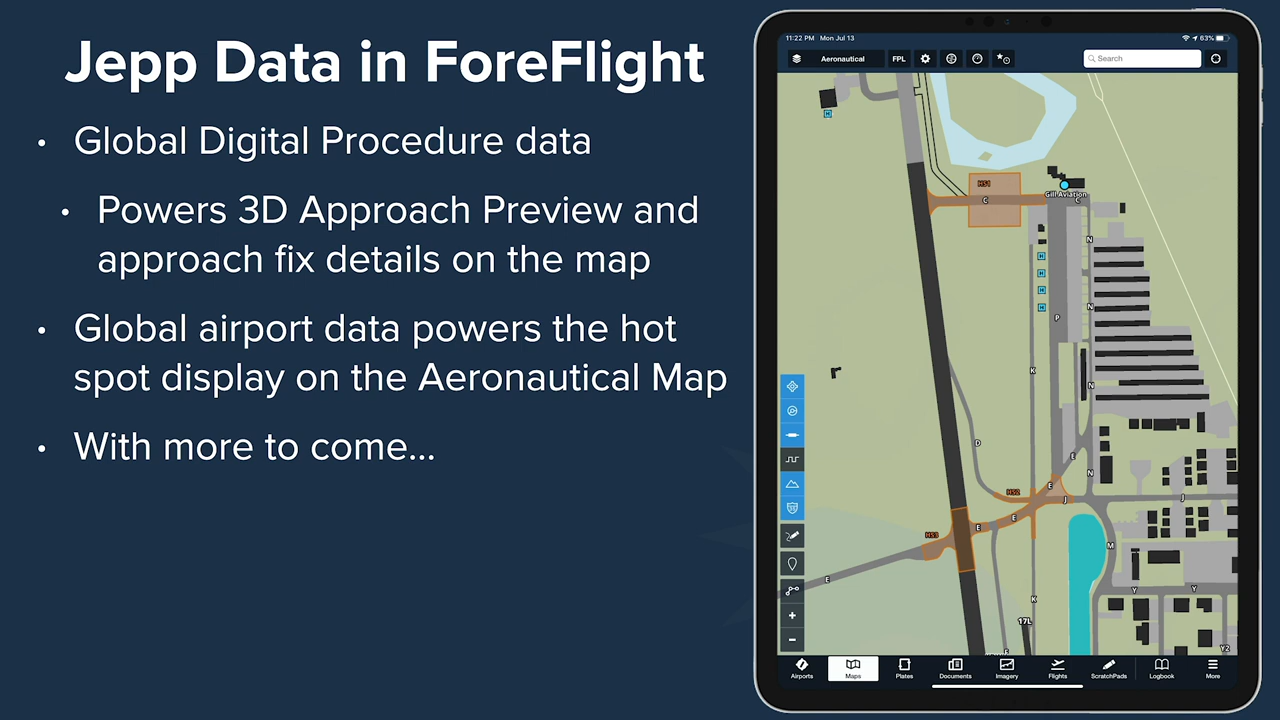 Jepp Data in ForeFlight
• Global Digital Procedure data
• Powers 3D Approach Preview and
approach fix details on the map
• Global airport data powers the hot
spot display on the Aeronautical Map
• With more to come...
11:22 PM Mon Jul 13
63%
Aeronautical
FPL
Search
H
HS1
C
Gill Aviation
C
N
H
H
H
N
H
P
K
N
D
E
N
HS2
E
J
J
E
E
HS3
M
E
K
Y
Y
17L
E
Y2
Airports
Maps
Plates
Documents
Imagery
Flights
ScratchPads
Logbook
More